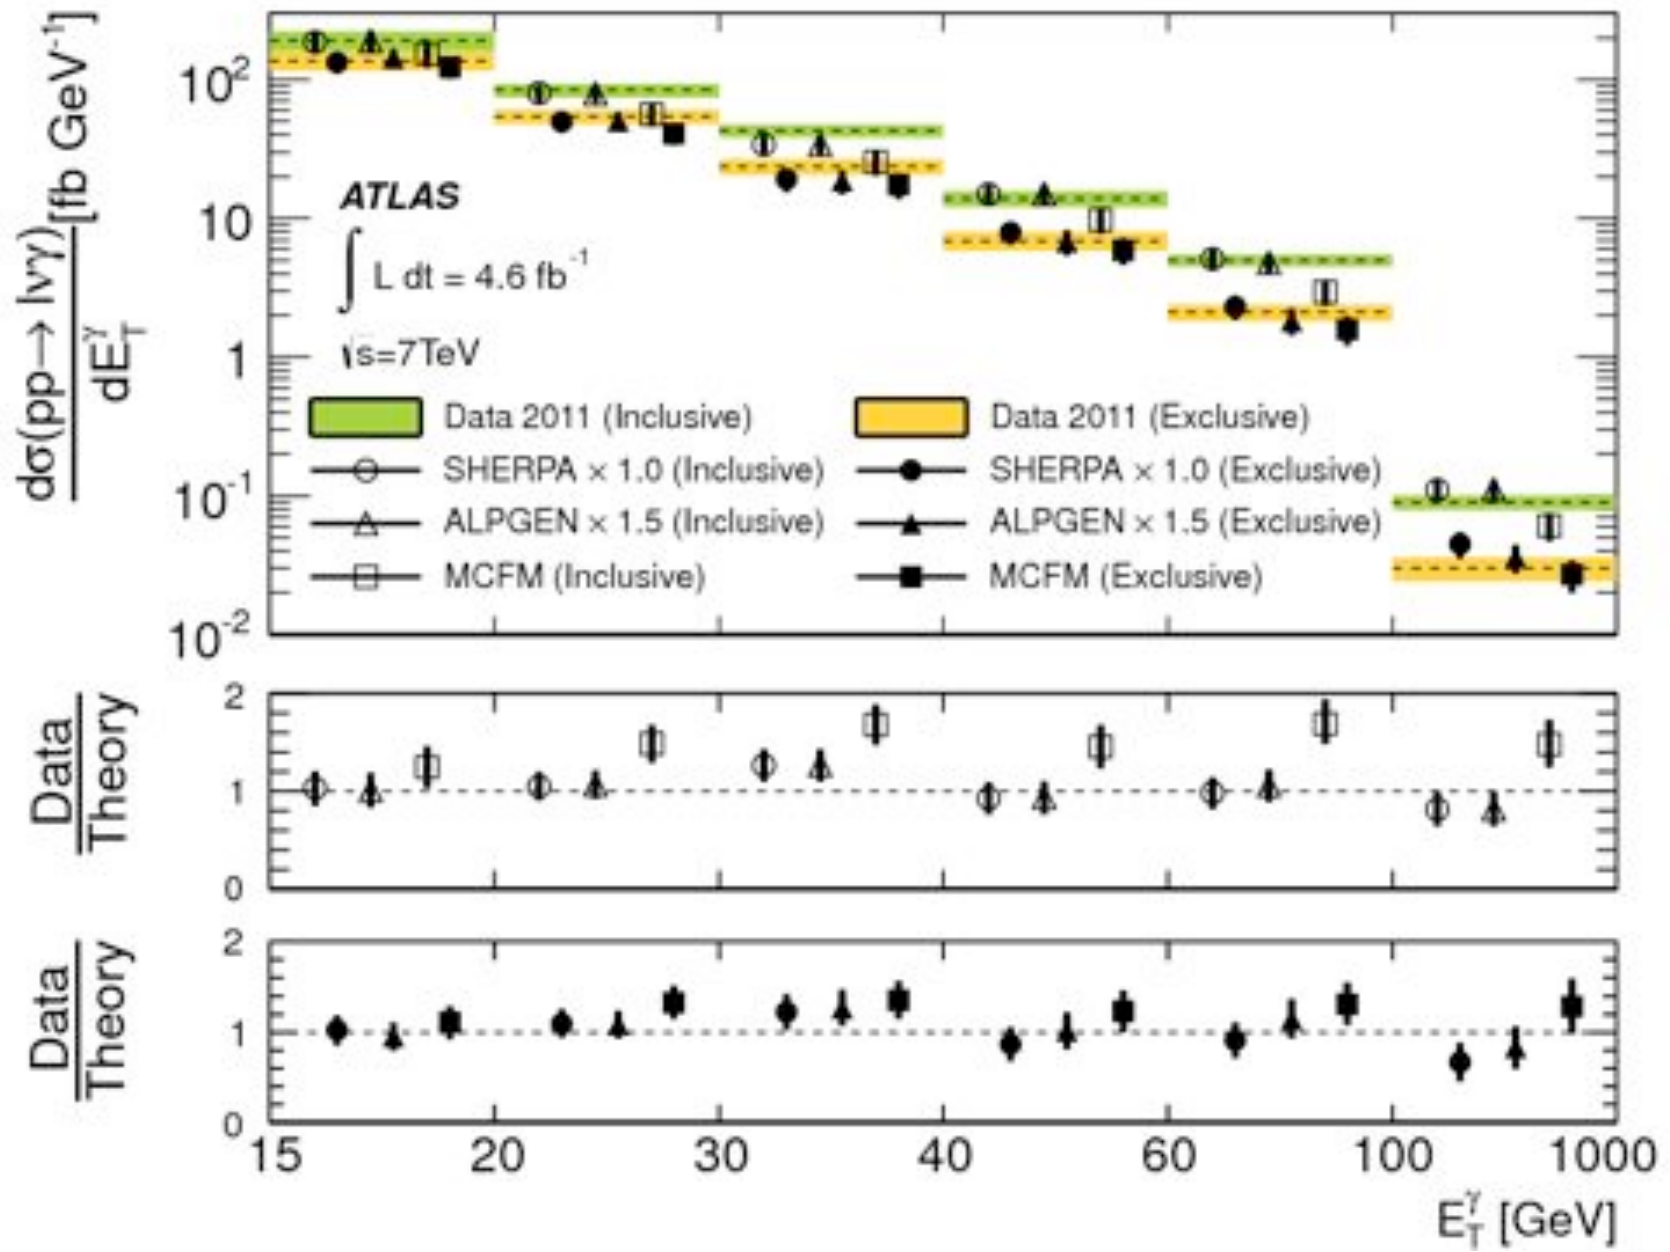 dσ(pp→ lνγ) [fb GeV⁻¹]
dE_T^γ
10²
10
1
10⁻¹
10⁻²
ATLAS
∫ L dt = 4.6 fb⁻¹
√s=7TeV
Data 2011 (Inclusive) Data 2011 (Exclusive)
SHERPA × 1.0 (Inclusive) SHERPA × 1.0 (Exclusive)
ALPGEN × 1.5 (Inclusive) ALPGEN × 1.5 (Exclusive)
MCFM (Inclusive) MCFM (Exclusive)
Data
Theory
2
1
0
Data
Theory
2
1
0
15 20 30 40 60 100 1000
E_T^γ [GeV]